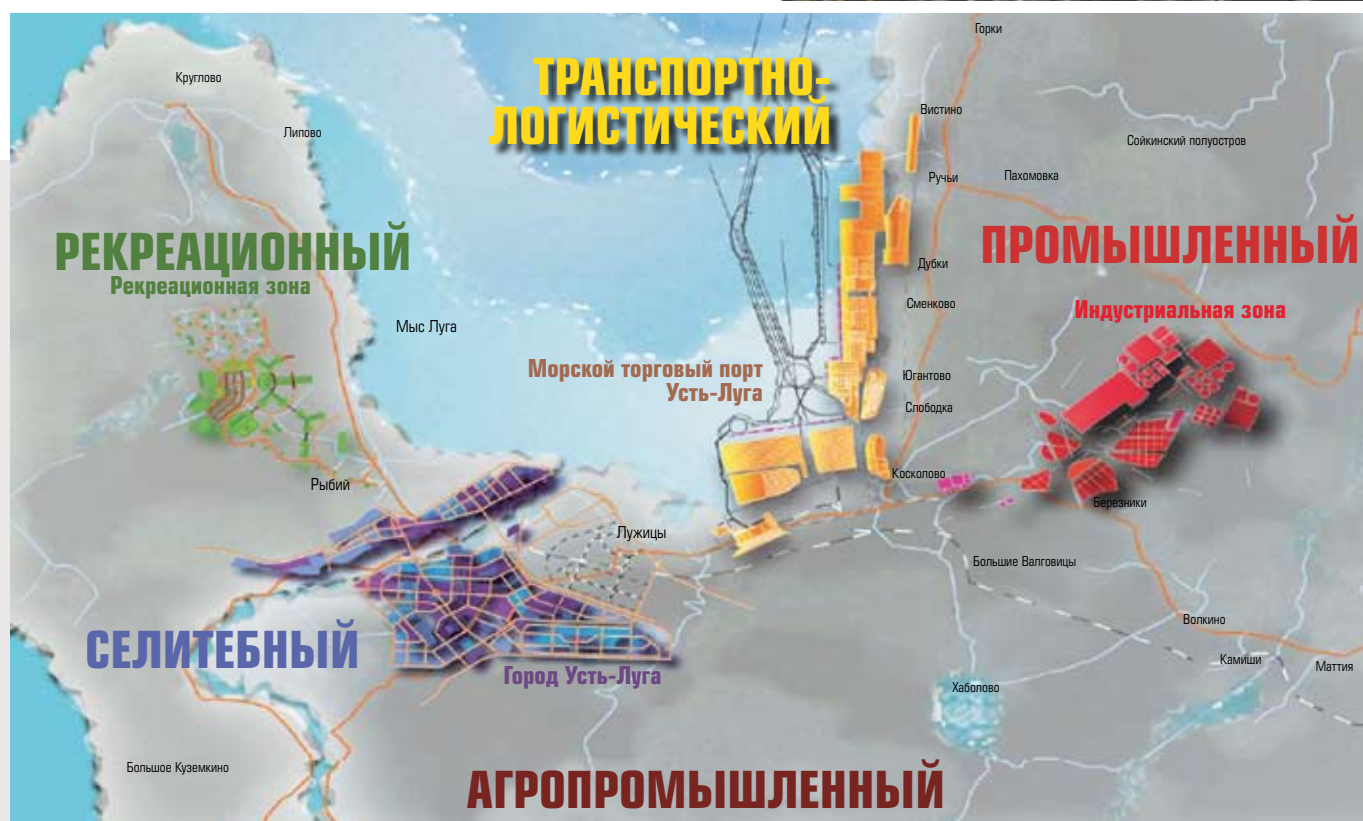 Горки
Круглово
ТРАНСПОРТНО-
ЛОГИСТИЧЕСКИЙ
Вистино
Липово
Сойкинский полуостров
Ручьи
Пахомовка
РЕКРЕАЦИОННЫЙ
Рекреационная зона
ПРОМЫШЛЕННЫЙ
Индустриальная зона
Дубки
Сменково
Мыс Луга
Морской торговый порт
Усть-Луга
Югантово
Слободка
Косколово
Рыбий
Березники
Лужицы
Большие Валговицы
Волкино
СЕЛИТЕБНЫЙ
Город Усть-Луга
Камиши
Маттия
Хаболово
Большое Куземкино
АГРОПРОМЫШЛЕННЫЙ